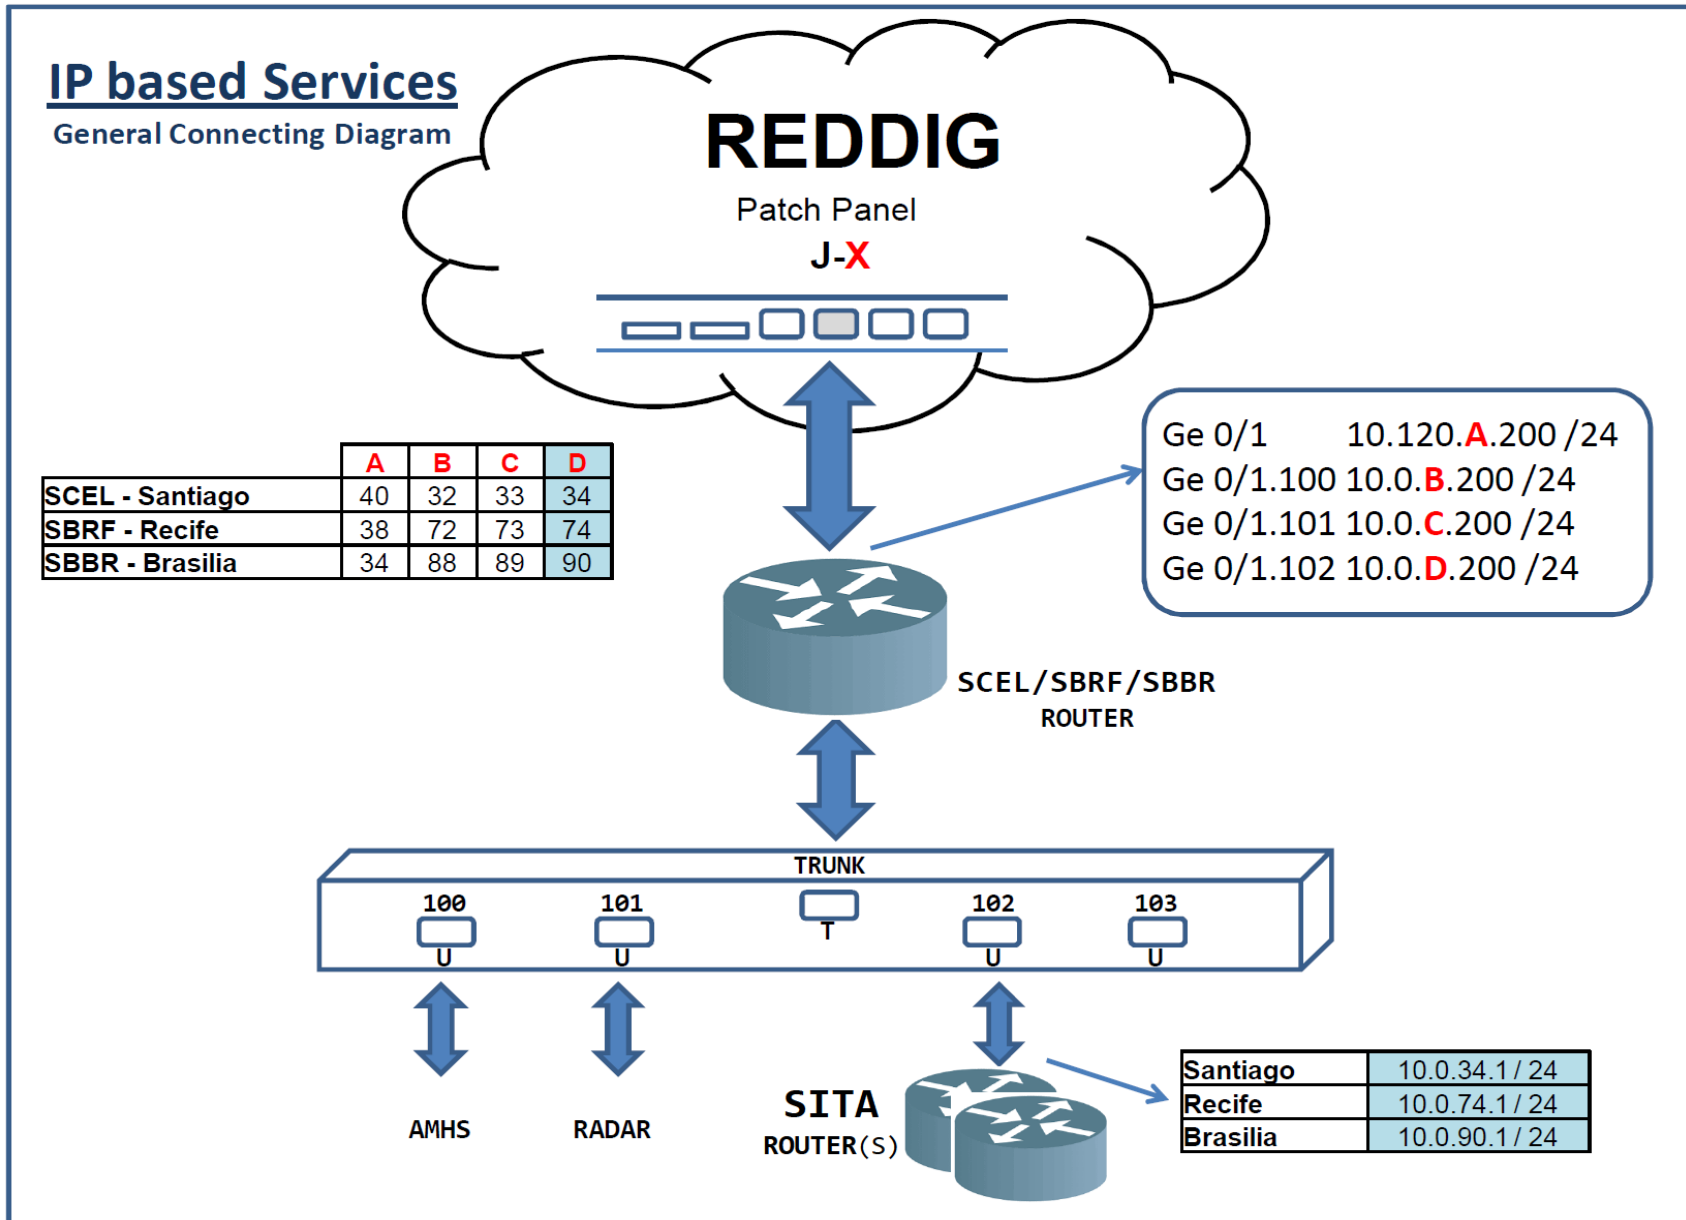 IP based Services
General Connecting Diagram
REDDIG
Patch Panel
J-X
A B C D
SCEL - Santiago 40 32 33 34
SBRF - Recife 38 72 73 74
SBBR - Brasilia 34 88 89 90
Ge 0/1 10.120.A.200 /24
Ge 0/1.100 10.0.B.200 /24
Ge 0/1.101 10.0.C.200 /24
Ge 0/1.102 10.0.D.200 /24
SCEL/SBRF/SBBR
ROUTER
TRUNK
100 101 102 103
U U T U U
AMHS RADAR
SITA
ROUTER(S)
Santiago 10.0.34.1 / 24
Recife 10.0.74.1 / 24
Brasilia 10.0.90.1 / 24